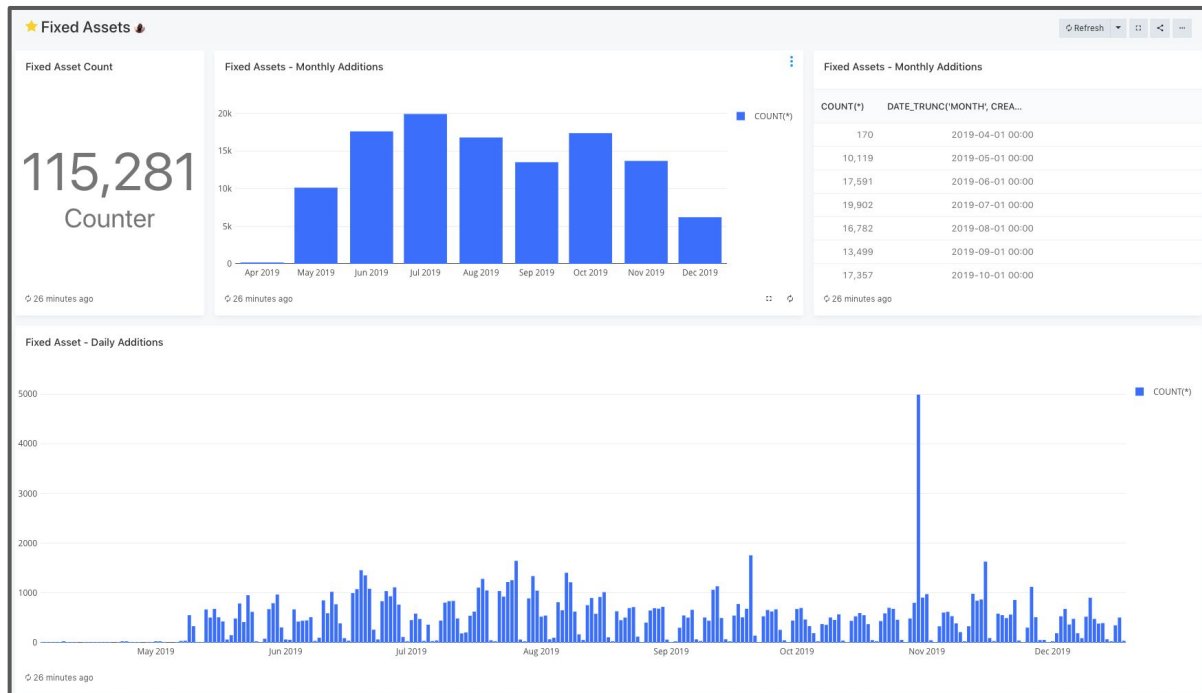 Fixed Assets
Refresh
Fixed Asset Count
115,281
Counter
26 minutes ago
Fixed Assets - Monthly Additions
20k
15k
10k
5k
0
Apr 2019 May 2019 Jun 2019 Jul 2019 Aug 2019 Sep 2019 Oct 2019 Nov 2019 Dec 2019
COUNT(*)
26 minutes ago
Fixed Assets - Monthly Additions
COUNT(*) DATE_TRUNC('MONTH', CREA...
170 2019-04-01 00:00
10,119 2019-05-01 00:00
17,591 2019-06-01 00:00
19,902 2019-07-01 00:00
16,782 2019-08-01 00:00
13,499 2019-09-01 00:00
17,357 2019-10-01 00:00
26 minutes ago
Fixed Asset - Daily Additions
5000
4000
3000
2000
1000
0
May 2019 Jun 2019 Jul 2019 Aug 2019 Sep 2019 Oct 2019 Nov 2019 Dec 2019
COUNT(*)
26 minutes ago